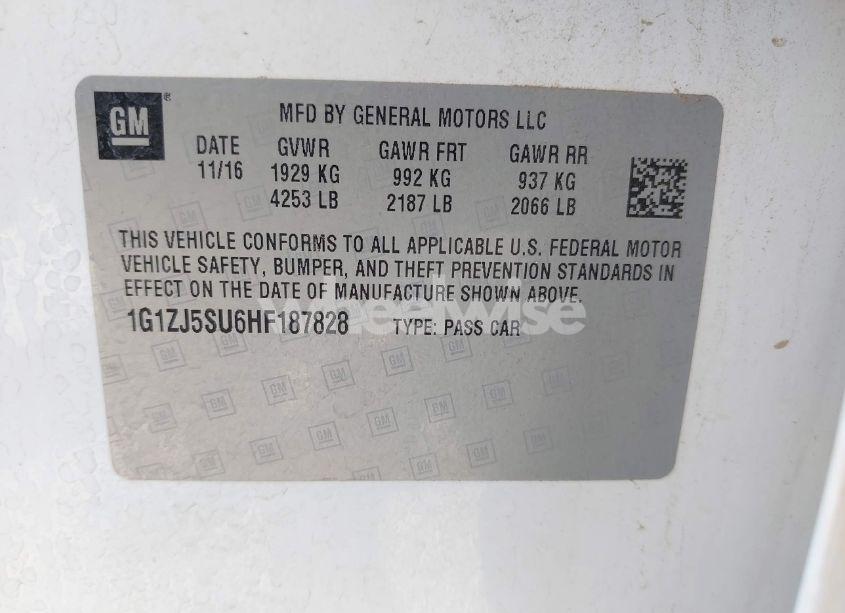 GM®
MFD BY GENERAL MOTORS LLC
DATE GVWR GAWR FRT GAWR RR
11/16 1929 KG 992 KG 937 KG
4253 LB 2187 LB 2066 LB
THIS VEHICLE CONFORMS TO ALL APPLICABLE U.S. FEDERAL MOTOR
VEHICLE SAFETY, BUMPER, AND THEFT PREVENTION STANDARDS IN
EFFECT ON THE DATE OF MANUFACTURE SHOWN ABOVE.
1G1ZJ5SU6HF187828 TYPE: PASS CAR
Wheelwise